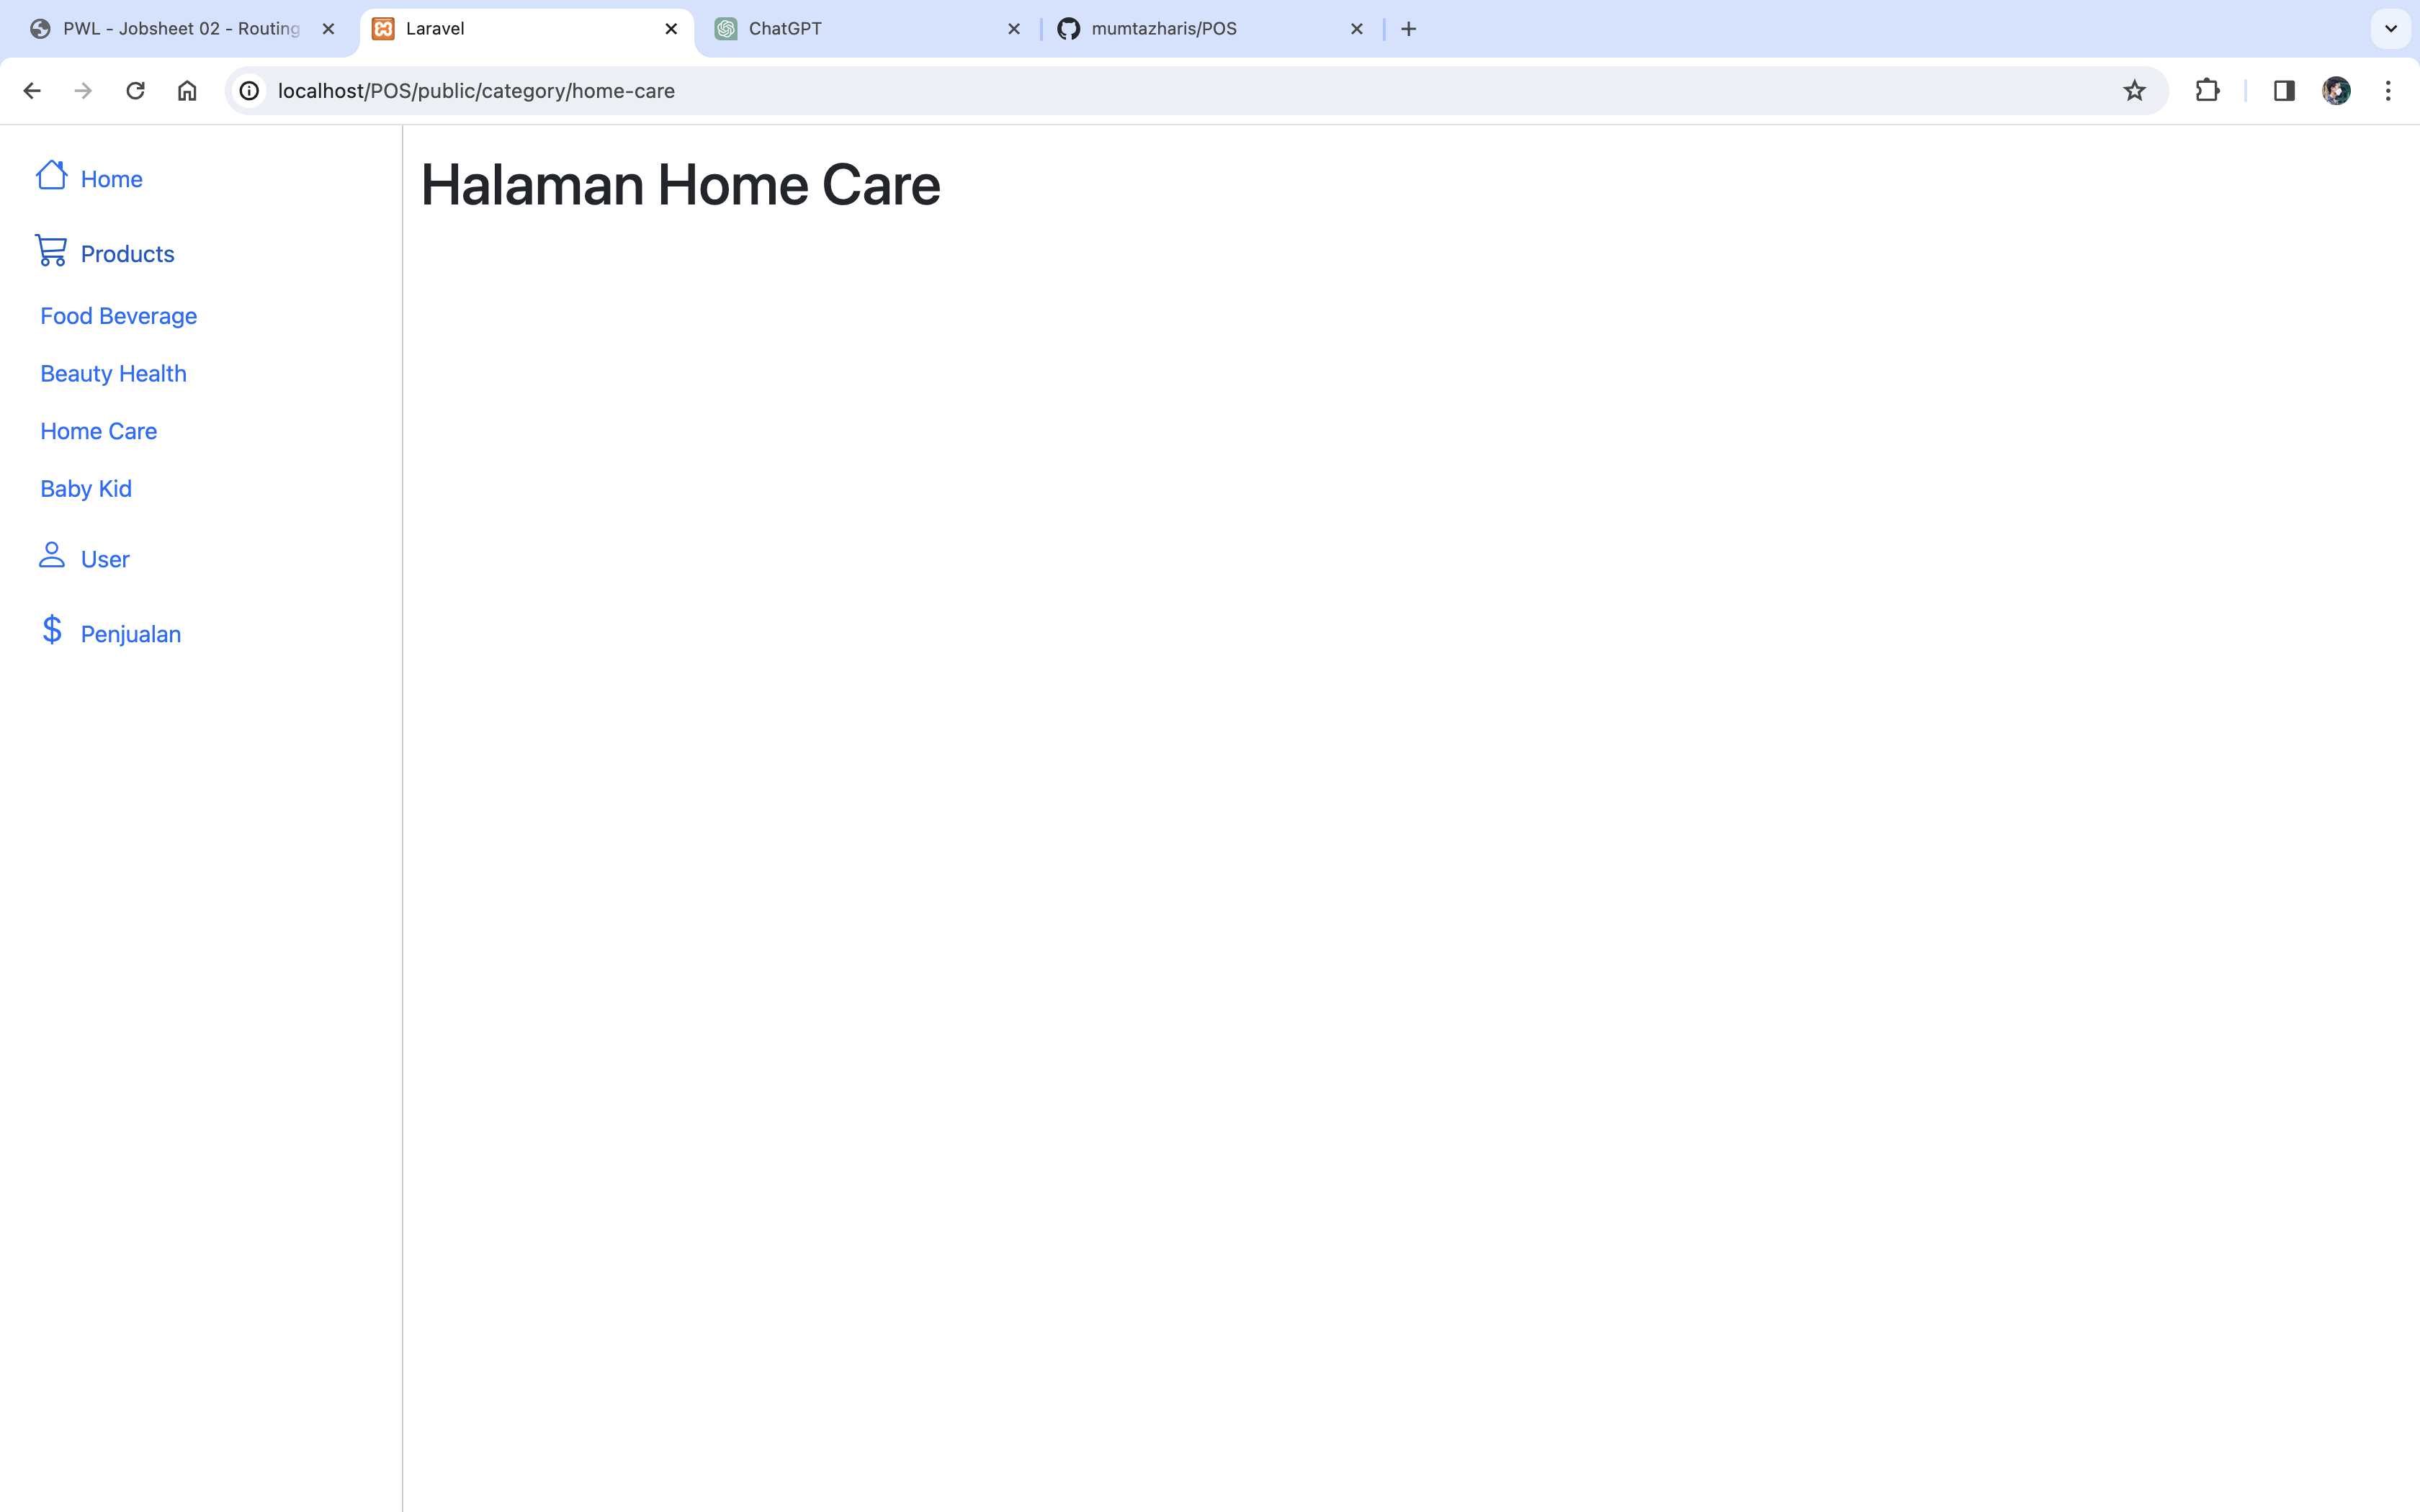 PWL - Jobsheet 02 - Routing
Laravel
ChatGPT
mumtazharis/POS
localhost/POS/public/category/home-care
Home
Products
Food Beverage
Beauty Health
Home Care
Baby Kid
User
$ Penjualan
Halaman Home Care